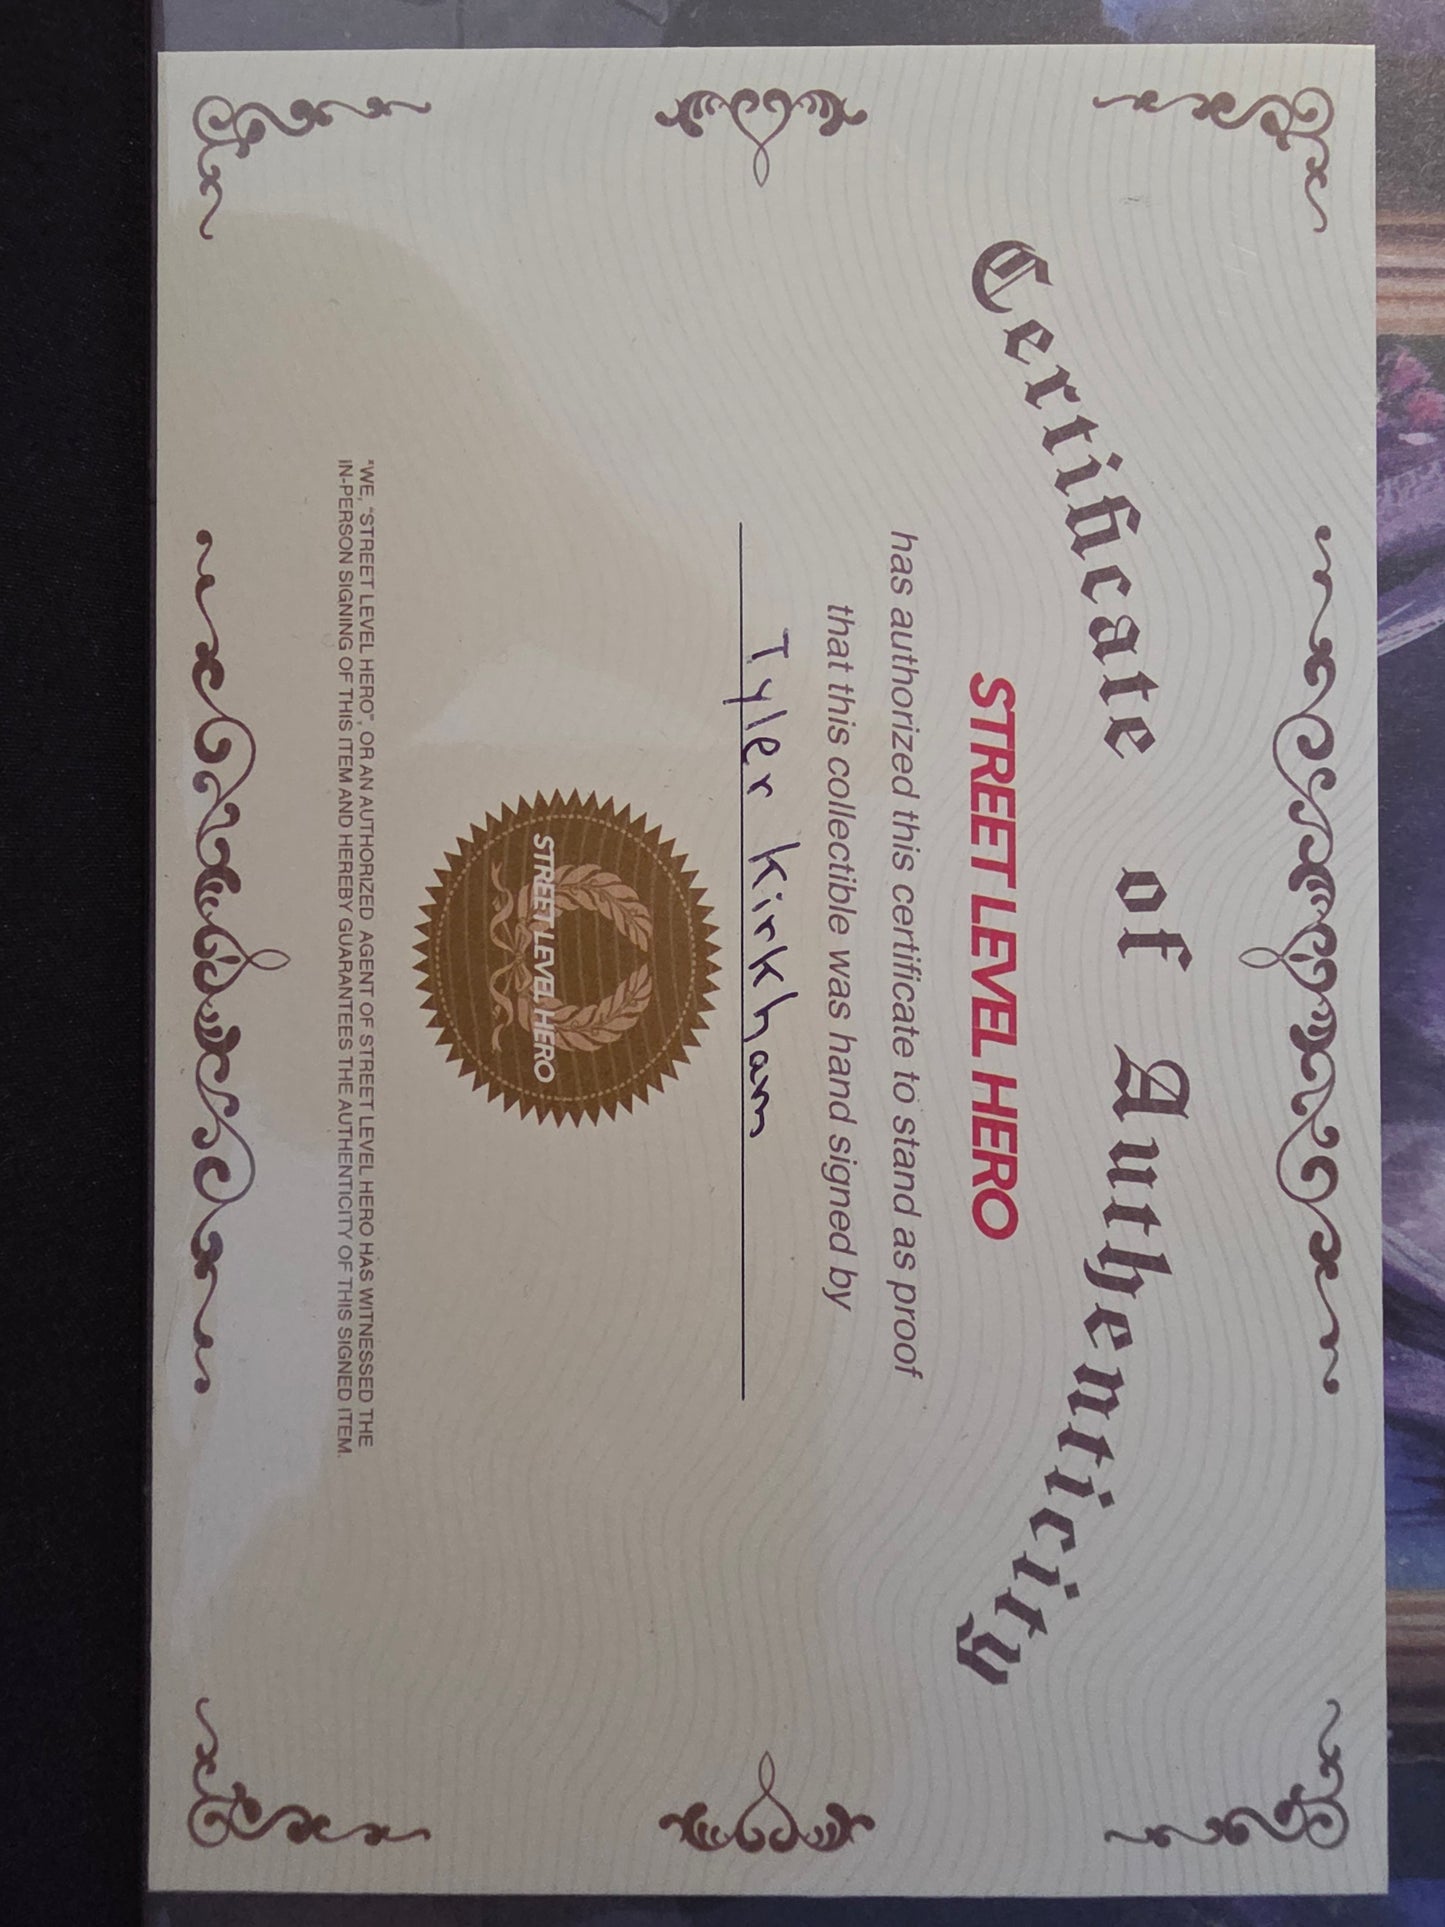 Certificate of Authenticity
STREET LEVEL HERO
has authorized this certificate to stand as proof
that this collectible was hand signed by
Tyler Kirkham
STREET LEVEL HERO
"WE, "STREET LEVEL HERO", OR AN AUTHORIZED AGENT OF STREET LEVEL HERO HAS WITNESSED THE
IN-PERSON SIGNING OF THIS ITEM AND HEREBY GUARANTEES THE AUTHENTICITY OF THIS SIGNED ITEM.